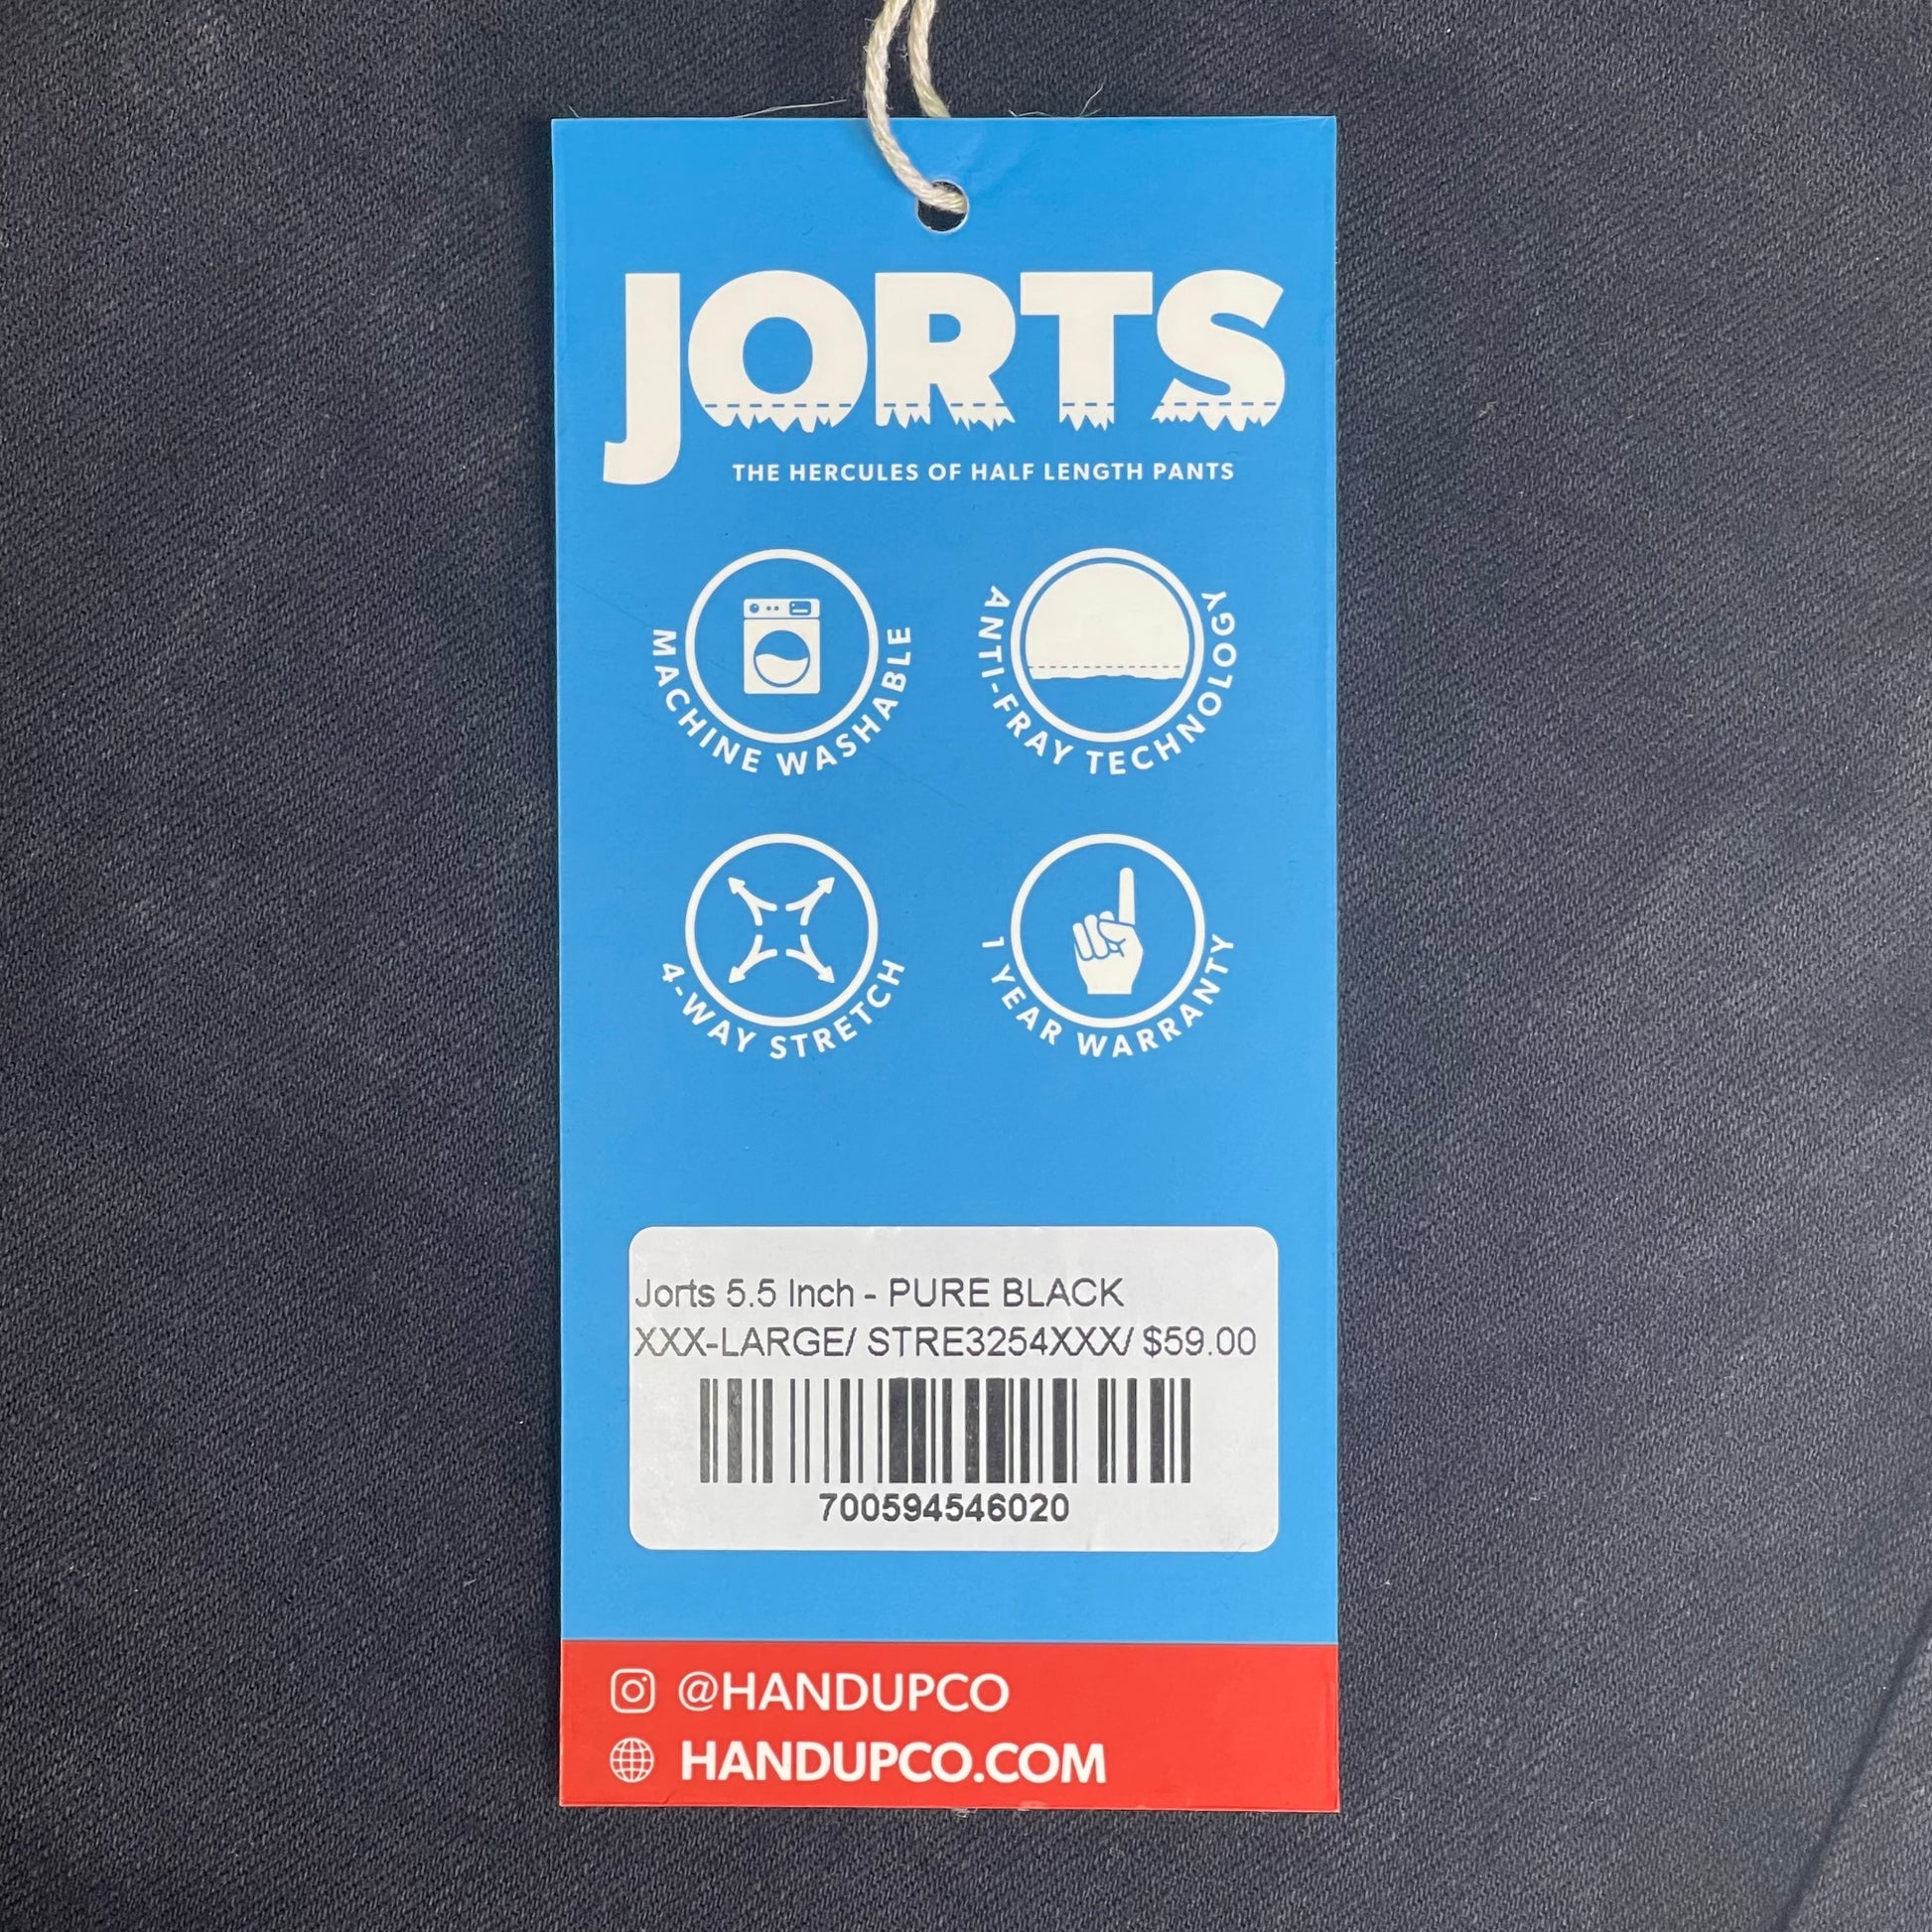 JORTS
THE HERCULES OF HALF LENGTH PANTS
MACHINE WASHABLE
ANTI-FRAY TECHNOLOGY
4-WAY STRETCH
1 YEAR WARRANTY
Jorts 5.5 Inch - PURE BLACK
XXX-LARGE/ STRE3254XXX/ $59.00
700594546020
@HANDUPCO
HANDUPCO.COM